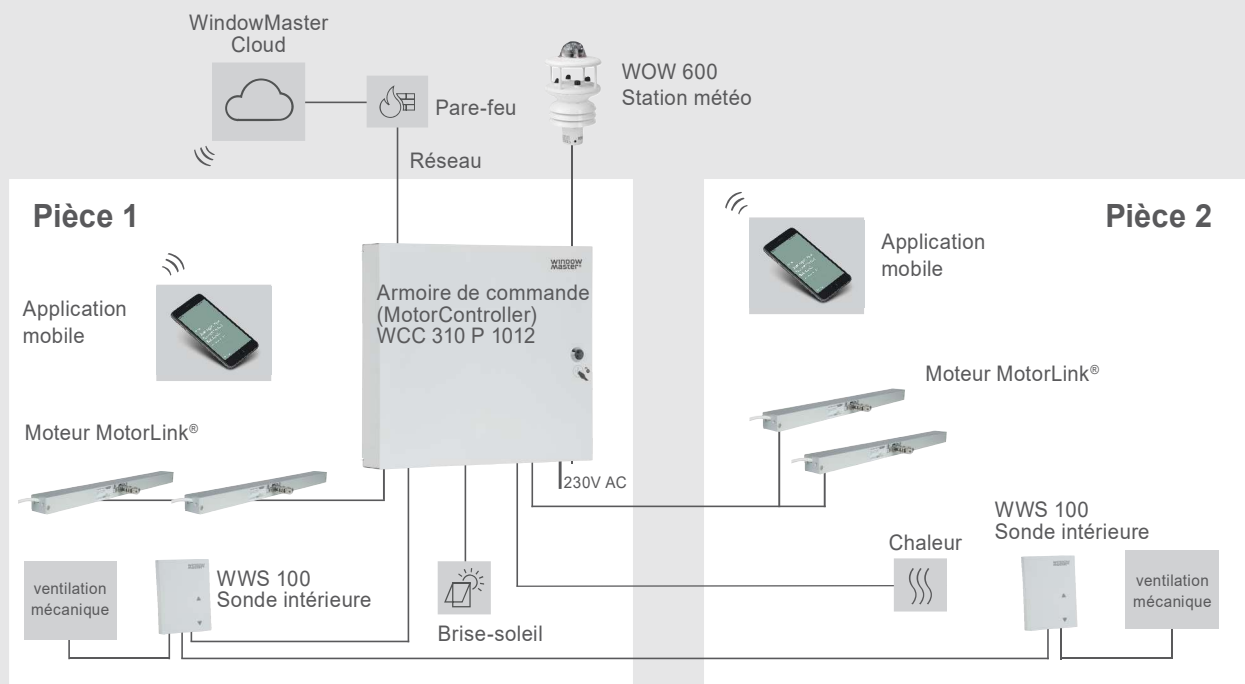 WindowMaster
Cloud
Pare-feu
WOW 600
Station météo
Réseau
Pièce 1
Pièce 2
Application
mobile
WINDOW
MASTER
Armoire de commande
(MotorController)
WCC 310 P 1012
Application
mobile
Moteur MotorLink®
Moteur MotorLink®
230V AC
WWS 100
Sonde intérieure
Chaleur
ventilation
mécanique
WWS 100
Sonde intérieure
ventilation
mécanique
Brise-soleil